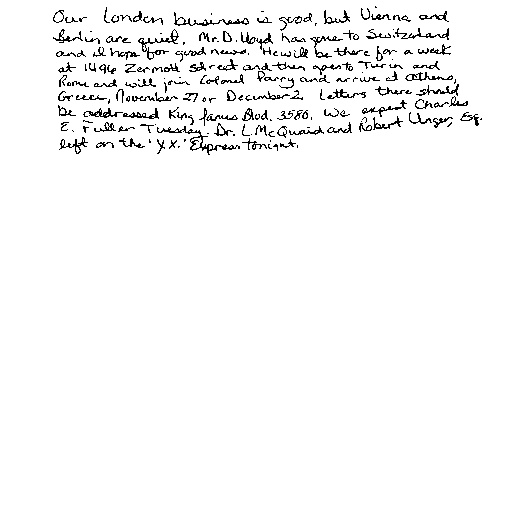 Our London business is good, but Vienna and
Berlin are quiet. Mr. D. Lloyd has gone to Switzerland
and I hope for good news. He will be there for a week
at 1496 Zermott street and then goes to Turin and
Rome and will join Colonel Parry and arrive at Athens,
Greece, November 27 or December 2. Letters there should
be addressed King James Blvd. 3580. We expect Charles
E. Fuller Tuesday. Dr. L McQuaid and Robert Unger, Esq.
left on the 'Y.X.' Express tonight.